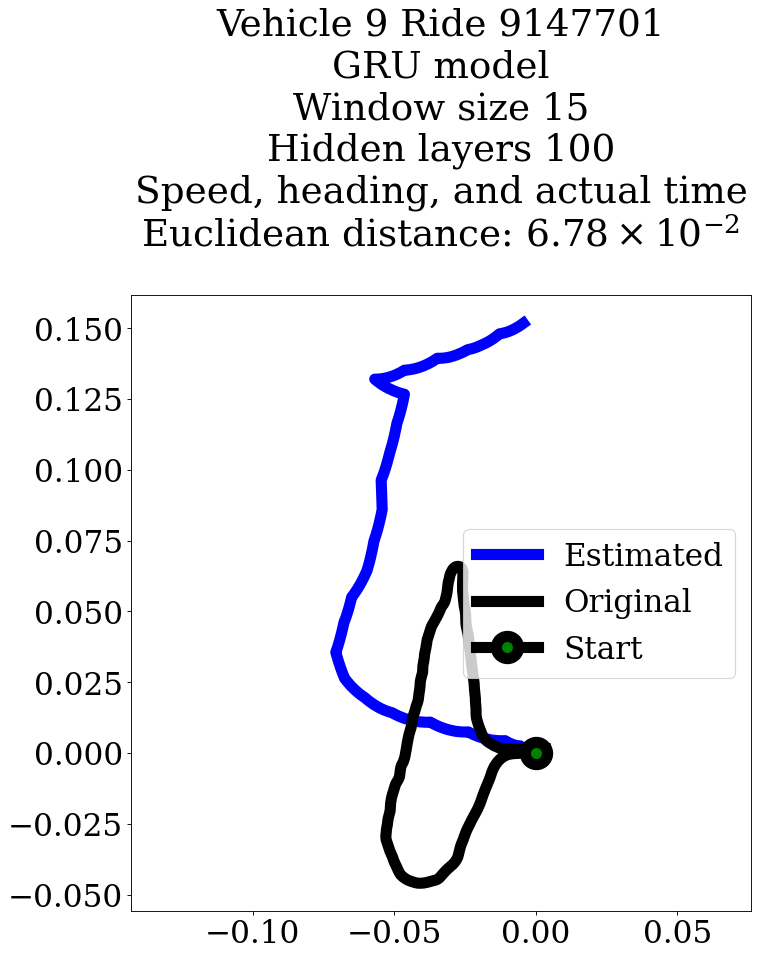 Vehicle 9 Ride 9147701
GRU model
Window size 15
Hidden layers 100
Speed, heading, and actual time
Euclidean distance: 6.78 × 10⁻²
0.150
0.125
0.100
0.075
0.050
0.025
0.000
−0.025
−0.050
Estimated
Original
Start
−0.10
−0.05
0.00
0.05